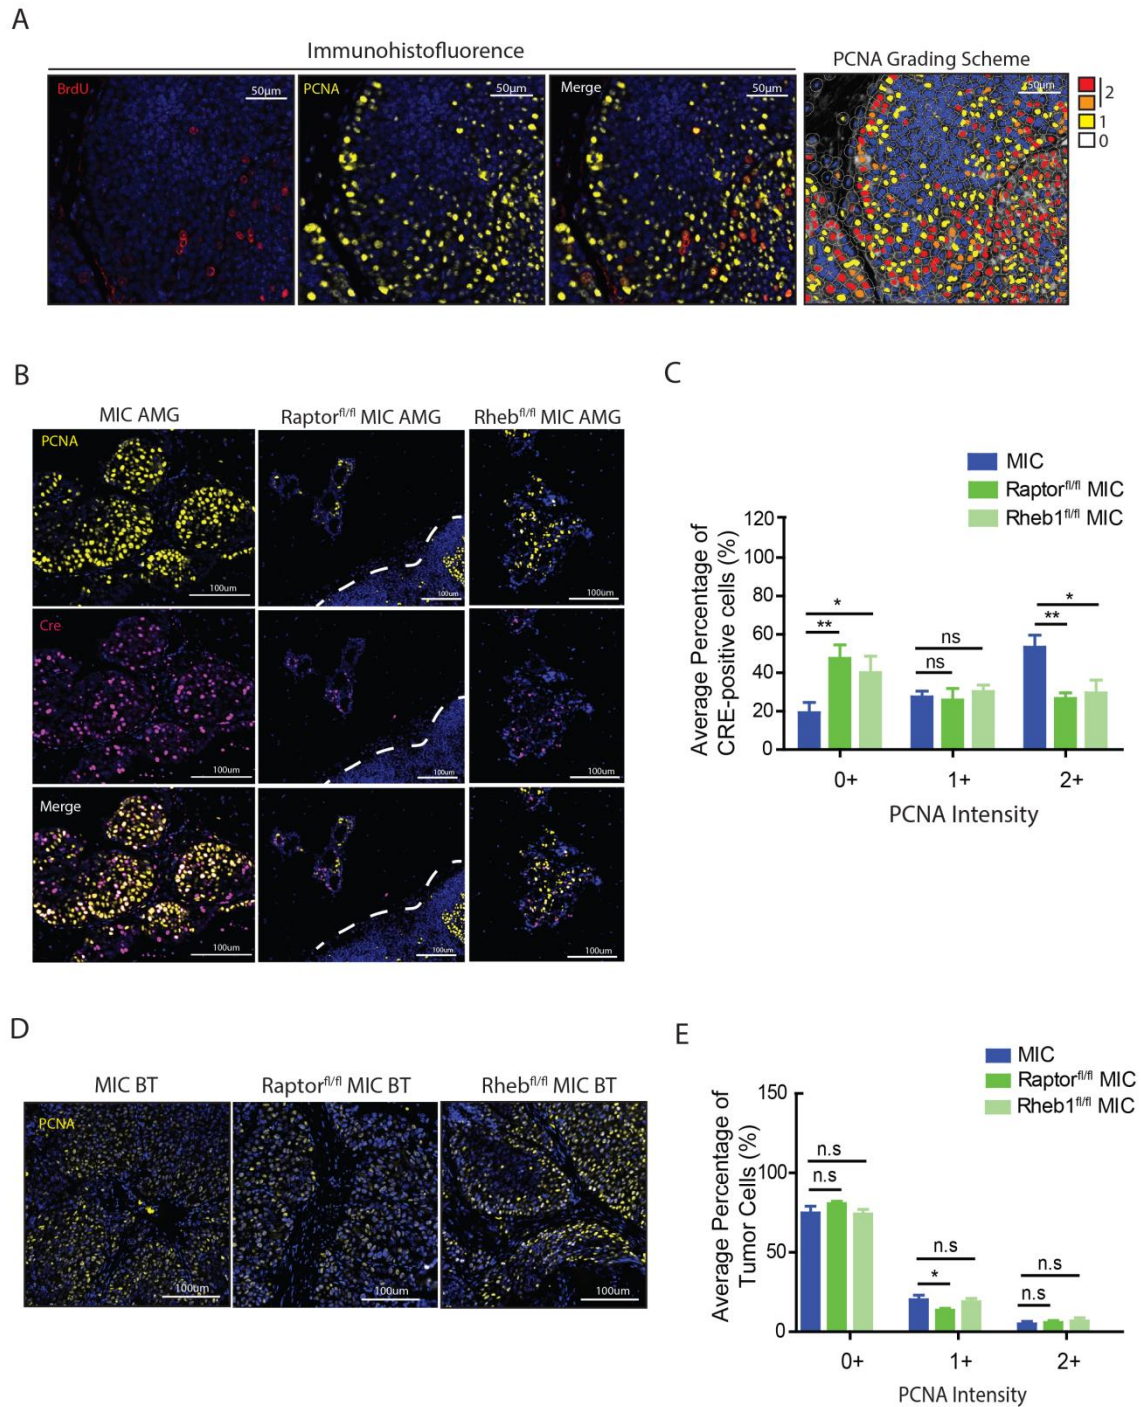 A
Immunohistofluorence
PCNA Grading Scheme
BrdU
50µm
PCNA
50µm
Merge
50µm
50µm
2
1
0
B
MIC AMG
Raptorfl/fl MIC AMG
Rhebfl/fl MIC AMG
PCNA
100um
100um
100um
Cre
100um
100um
100um
Merge
100um
100um
100um
C
MIC
Raptorfl/fl MIC
Rheb1fl/fl MIC
Average Percentage of
CRE-positive cells (%)
120
100
80
60
40
20
0
*
**
ns
ns
*
**
0+
1+
2+
PCNA Intensity
D
MIC BT
Raptorfl/fl MIC BT
Rhebfl/fl MIC BT
PCNA
100um
100um
100um
E
MIC
Raptorfl/fl MIC
Rheb1fl/fl MIC
Average Percentage of
Tumor Cells (%)
150
100
50
0
n.s
n.s
n.s
*
n.s
n.s
0+
1+
2+
PCNA Intensity